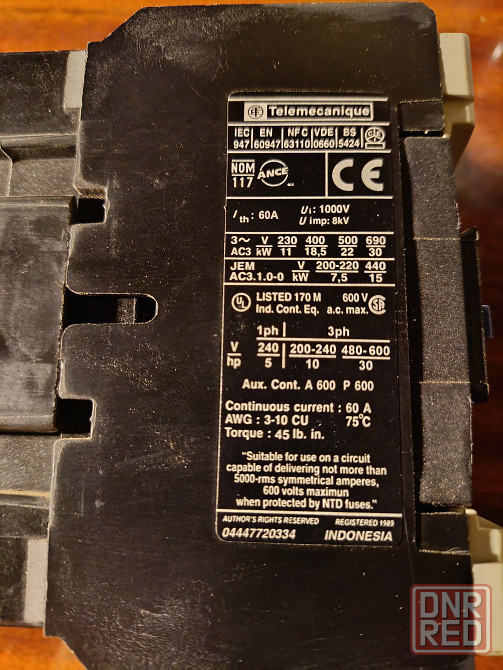 Telemecanique
IEC 947 EN 60947 NF C 63110 VDE 0660 BS 5424
NOM 117 ANCE CE
I th: 60A Ui: 1000V
U imp: 8kV
3~ V 230 400 500 690
AC3 kW 11 18,5 22 30
JEM V 200-220 440
AC3.1.0-0 kW 7,5 15
UL LISTED 170 M 600 V SA
Ind. Cont. Eq. a.c. max.
1ph 3ph
V 240 200-240 480-600
hp 5 10 30
Aux. Cont. A 600 P 600
Continuous current : 60 A
AWG : 3-10 CU 75°C
Torque : 45 lb. in.
"Suitable for use on a circuit
capable of delivering not more than
5000-rms symmetrical amperes,
600 volts maximun
when protected by NTD fuses."
AUTHOR'S RIGHTS RESERVED REGISTERED 1989
04447720334 INDONESIA
DNR
RED